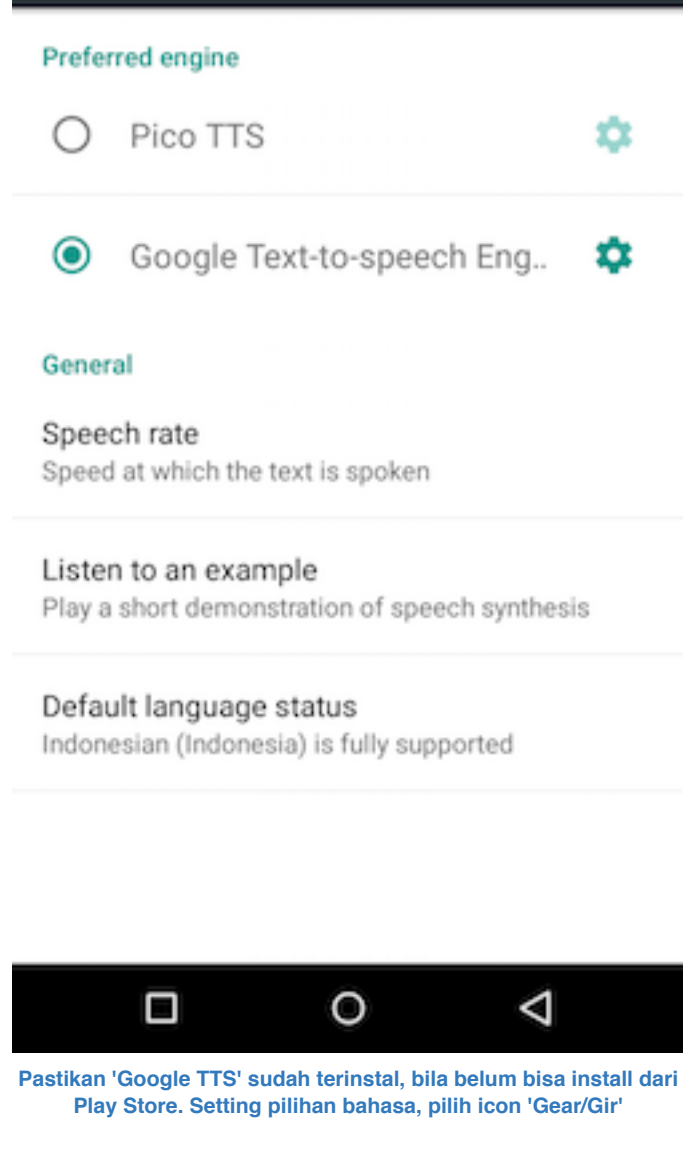 Preferred engine
Pico TTS
Google Text-to-speech Eng..
General
Speech rate
Speed at which the text is spoken
Listen to an example
Play a short demonstration of speech synthesis
Default language status
Indonesian (Indonesia) is fully supported
Pastikan 'Google TTS' sudah terinstal, bila belum bisa install dari
Play Store. Setting pilihan bahasa, pilih icon 'Gear/Gir'